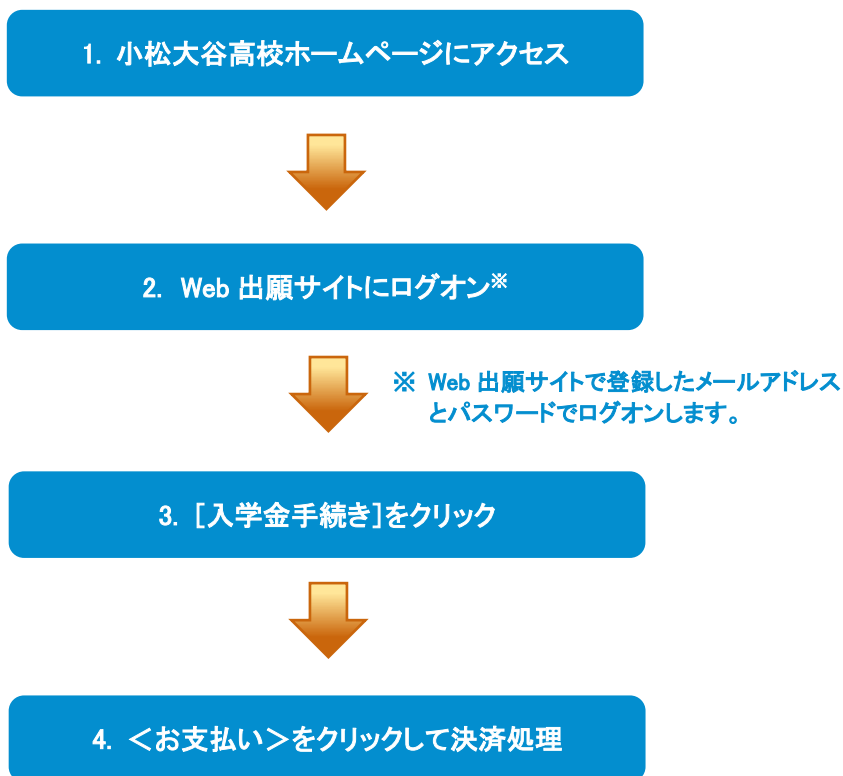 1. 小松大谷高校ホームページにアクセス
2. Web 出願サイトにログオン※
※ Web 出願サイトで登録したメールアドレス
とパスワードでログオンします。
3. [入学金手続き]をクリック
4. ＜お支払い＞をクリックして決済処理